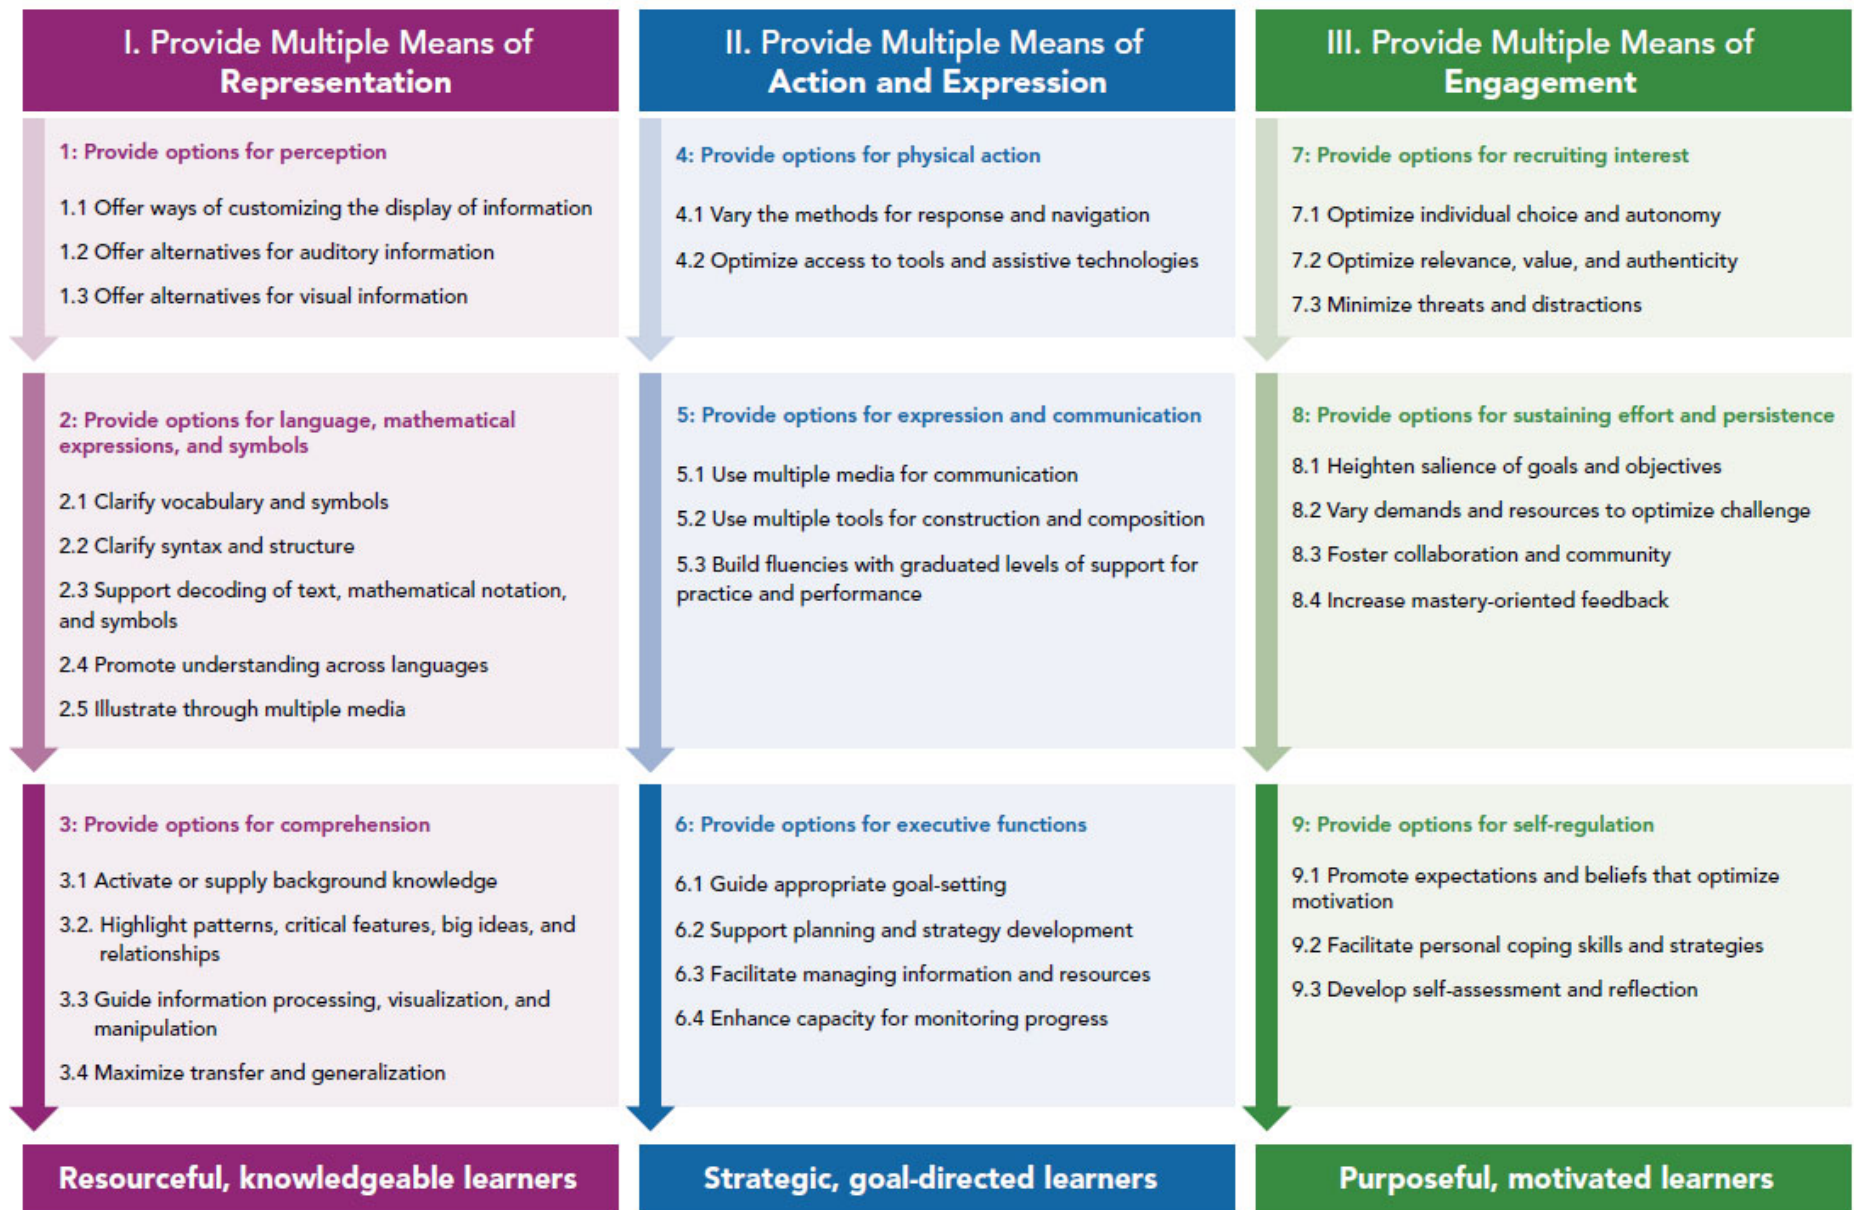 I. Provide Multiple Means of
Representation
1: Provide options for perception
1.1 Offer ways of customizing the display of information
1.2 Offer alternatives for auditory information
1.3 Offer alternatives for visual information
2: Provide options for language, mathematical
expressions, and symbols
2.1 Clarify vocabulary and symbols
2.2 Clarify syntax and structure
2.3 Support decoding of text, mathematical notation,
and symbols
2.4 Promote understanding across languages
2.5 Illustrate through multiple media
3: Provide options for comprehension
3.1 Activate or supply background knowledge
3.2. Highlight patterns, critical features, big ideas, and
relationships
3.3 Guide information processing, visualization, and
manipulation
3.4 Maximize transfer and generalization
Resourceful, knowledgeable learners
II. Provide Multiple Means of
Action and Expression
4: Provide options for physical action
4.1 Vary the methods for response and navigation
4.2 Optimize access to tools and assistive technologies
5: Provide options for expression and communication
5.1 Use multiple media for communication
5.2 Use multiple tools for construction and composition
5.3 Build fluencies with graduated levels of support for
practice and performance
6: Provide options for executive functions
6.1 Guide appropriate goal-setting
6.2 Support planning and strategy development
6.3 Facilitate managing information and resources
6.4 Enhance capacity for monitoring progress
Strategic, goal-directed learners
III. Provide Multiple Means of
Engagement
7: Provide options for recruiting interest
7.1 Optimize individual choice and autonomy
7.2 Optimize relevance, value, and authenticity
7.3 Minimize threats and distractions
8: Provide options for sustaining effort and persistence
8.1 Heighten salience of goals and objectives
8.2 Vary demands and resources to optimize challenge
8.3 Foster collaboration and community
8.4 Increase mastery-oriented feedback
9: Provide options for self-regulation
9.1 Promote expectations and beliefs that optimize
motivation
9.2 Facilitate personal coping skills and strategies
9.3 Develop self-assessment and reflection
Purposeful, motivated learners